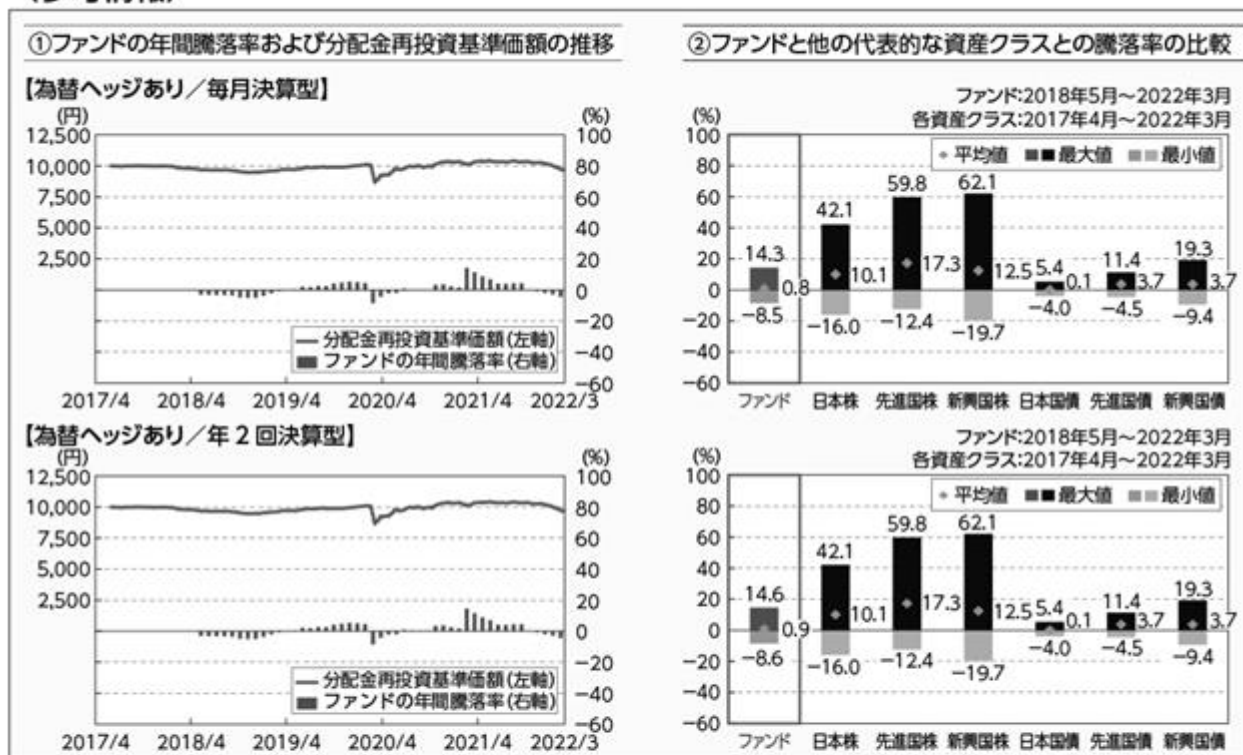 ①ファンドの年間騰落率および分配金再投資基準価額の推移
②ファンドと他の代表的な資産クラスとの騰落率の比較
【為替ヘッジあり／毎月決算型】
(円)
(%)
12,500
10,000
7,500
5,000
2,500
100
80
60
40
20
0
−20
−40
−60
分配金再投資基準価額(左軸)
ファンドの年間騰落率(右軸)
2017/4 2018/4 2019/4 2020/4 2021/4 2022/3
ファンド:2018年5月～2022年3月
各資産クラス:2017年4月～2022年3月
(%)
100
80
60
40
20
0
−20
−40
−60
平均値 最大値 最小値
14.3 42.1 59.8 62.1 5.4 11.4 19.3
0.8 10.1 17.3 12.5 0.1 3.7 3.7
−8.5 −16.0 −12.4 −19.7 −4.0 −4.5 −9.4
ファンド 日本株 先進国株 新興国株 日本国債 先進国債 新興国債
【為替ヘッジあり／年2回決算型】
(円)
(%)
12,500
10,000
7,500
5,000
2,500
100
80
60
40
20
0
−20
−40
−60
分配金再投資基準価額(左軸)
ファンドの年間騰落率(右軸)
2017/4 2018/4 2019/4 2020/4 2021/4 2022/3
ファンド:2018年5月～2022年3月
各資産クラス:2017年4月～2022年3月
(%)
100
80
60
40
20
0
−20
−40
−60
平均値 最大値 最小値
14.6 42.1 59.8 62.1 5.4 11.4 19.3
0.9 10.1 17.3 12.5 0.1 3.7 3.7
−8.6 −16.0 −12.4 −19.7 −4.0 −4.5 −9.4
ファンド 日本株 先進国株 新興国株 日本国債 先進国債 新興国債